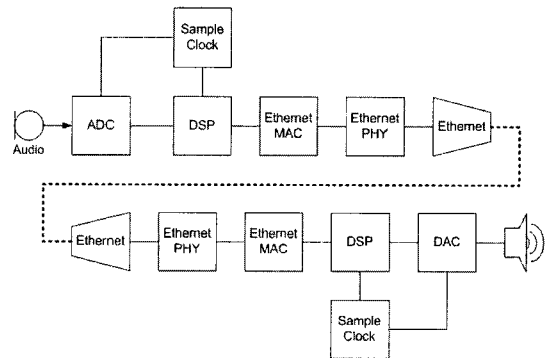 Sample
Clock
Audio
ADC
DSP
Ethernet
MAC
Ethernet
PHY
Ethernet
Ethernet
Ethernet
PHY
Ethernet
MAC
DSP
DAC
Sample
Clock